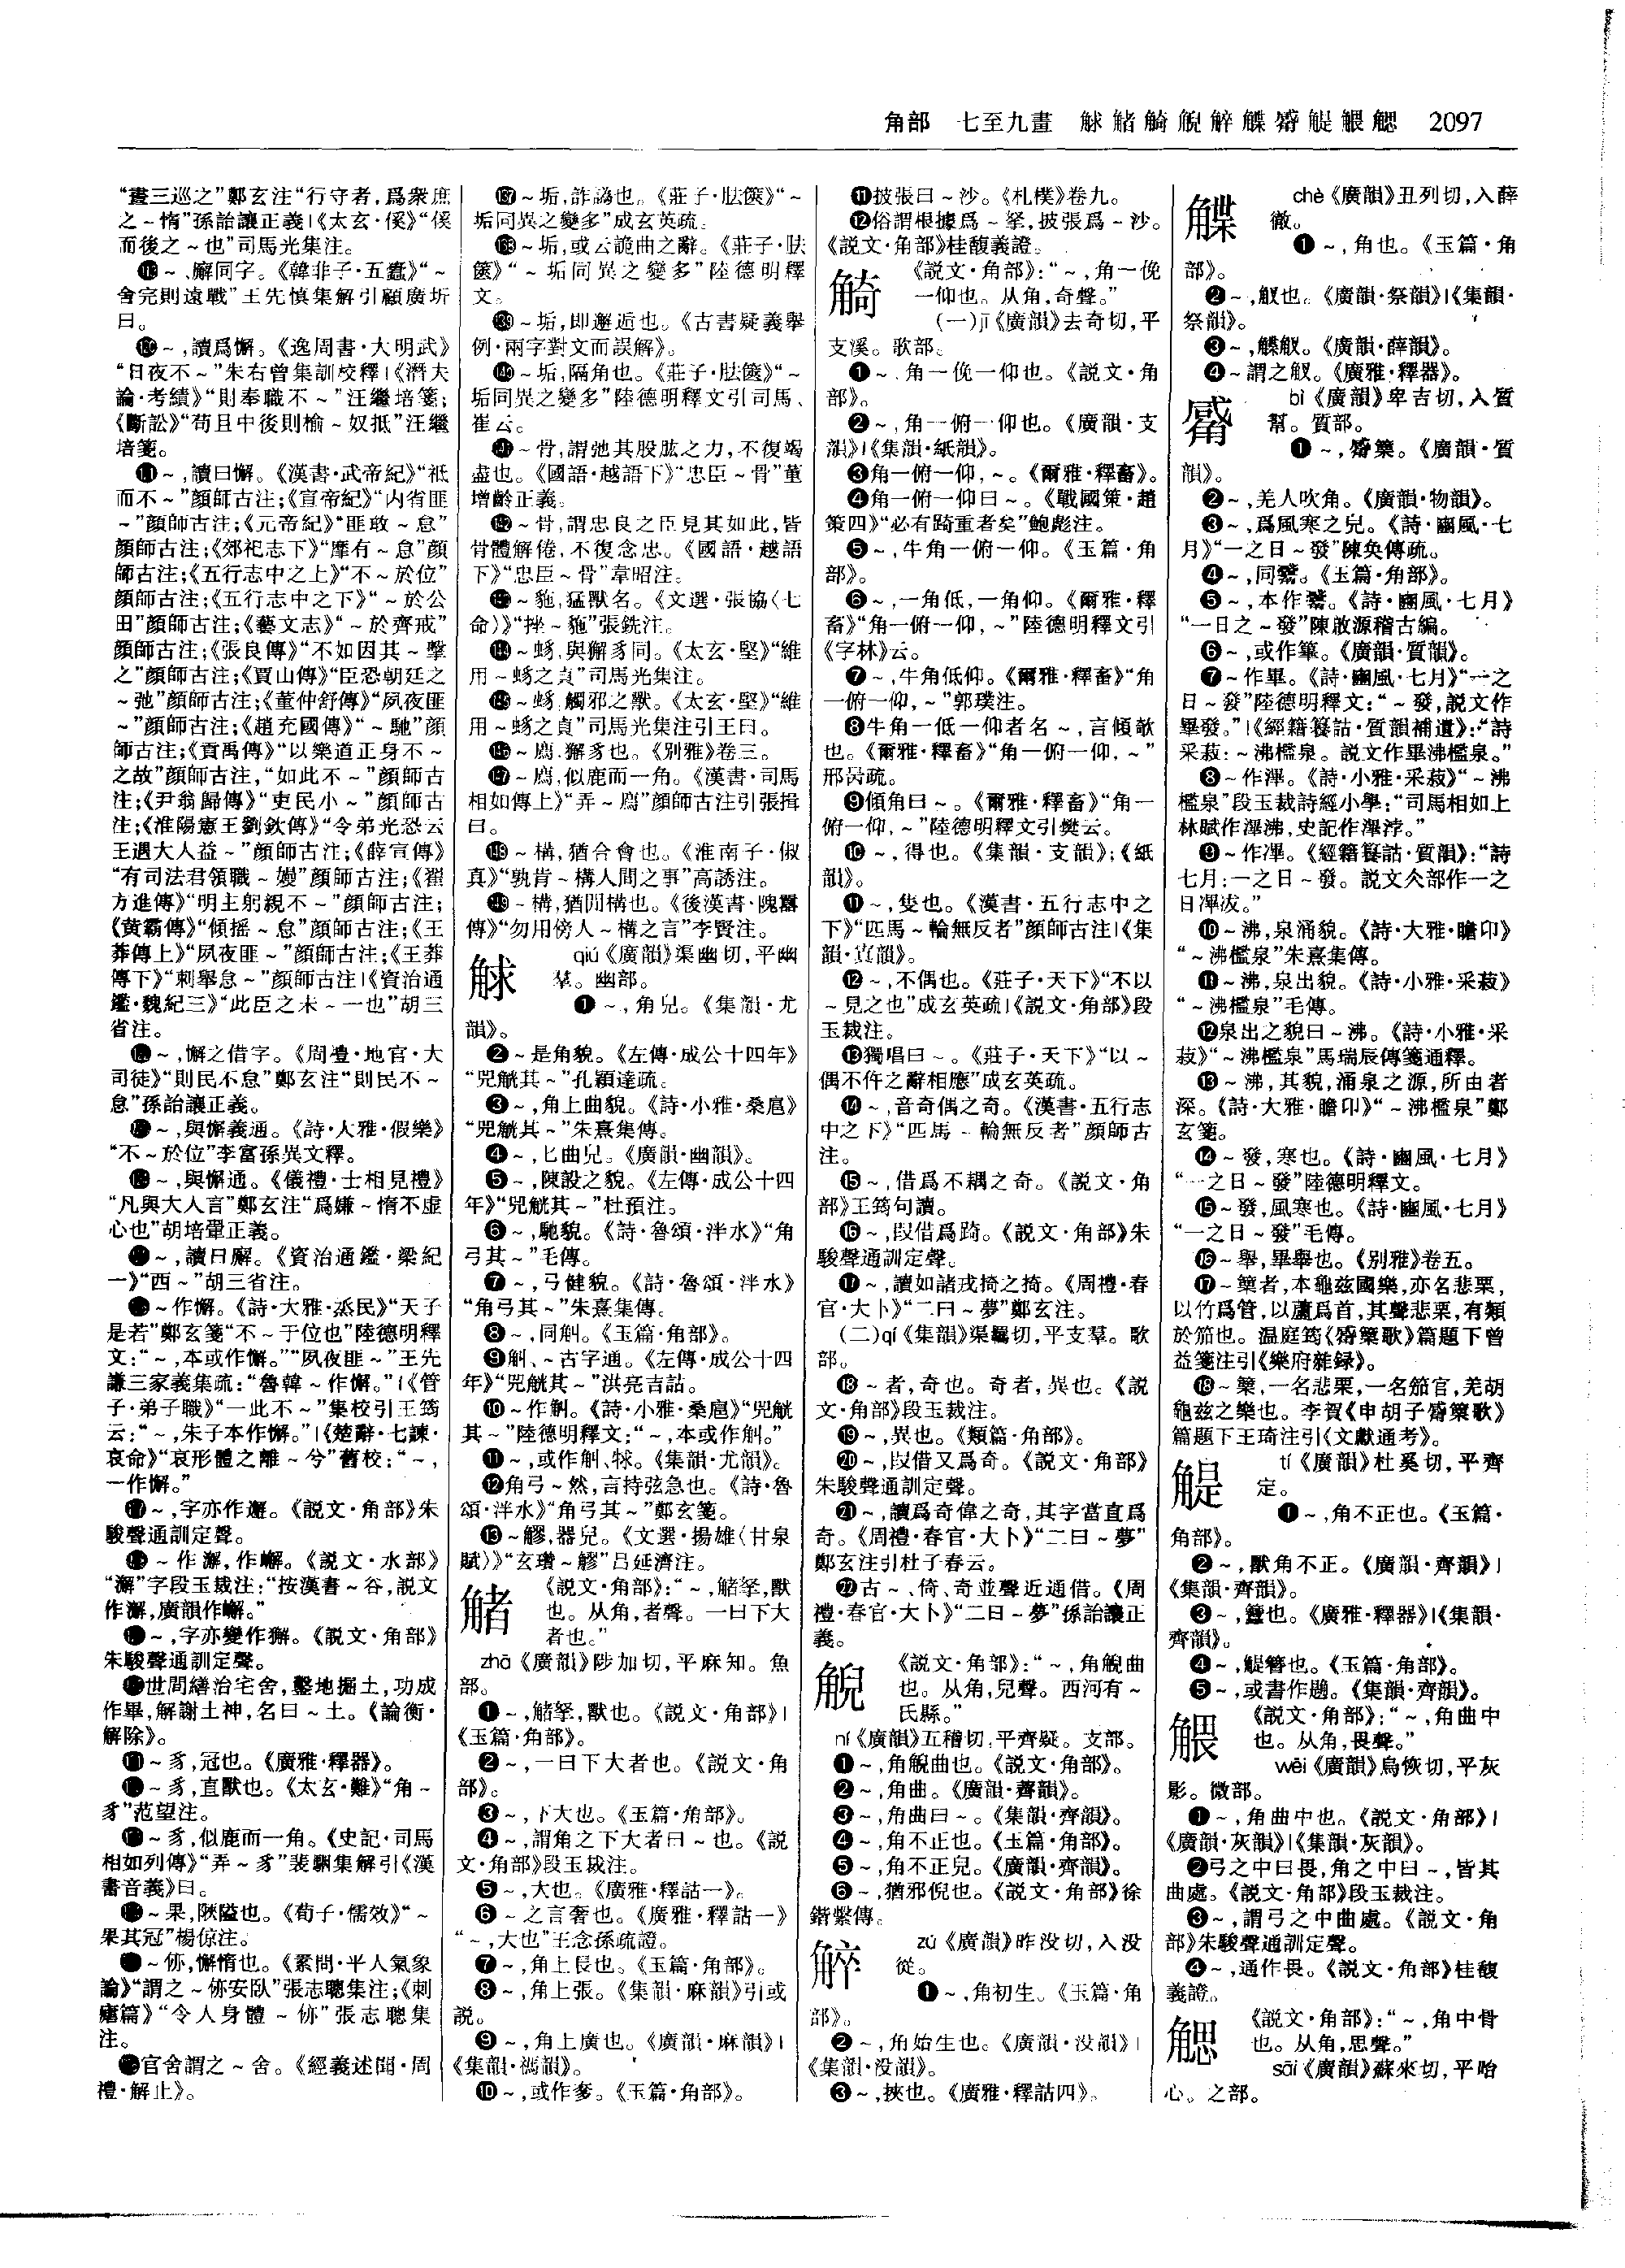 角部　七至九畫　觩觰觭觬觪觢觱䚣䚠䚡　2097
“晝三巡之”鄭玄注“行守者，爲衆庶
之～惰”孫詒讓正義|《太玄·傒》“傒
而後之～也”司馬光集注。
～、廨同字。《韓非子·五蠹》“～
舍完則遠戰”王先慎集解引顧廣圻
曰。
～，讀爲懈。《逸周書·大明武》
“日夜不～”朱右曾集訓校釋|《潛夫
論·考績》“則奉職不～”汪繼培箋；
《斷訟》“苟且中後則榆～奴抵”汪繼
培箋。
～，讀曰懈。《漢書·武帝紀》“祇
而不～”顏師古注；《宣帝紀》“内省匪
～”顏師古注；《元帝紀》“匪敢～怠”
顏師古注；《郊祀志下》“靡有～怠”顏
師古注；《五行志中之上》“不～於位”
顏師古注；《五行志中之下》“～於公
田”顏師古注；《藝文志》“～於齊戒”
顏師古注；《張良傳》“不如因其～擊
之”顏師古注；《賈山傳》“臣恐朝廷之
～弛”顏師古注；《董仲舒傳》“夙夜匪
～”顏師古注；《趙充國傳》“～馳”顏
師古注；《貢禹傳》“以樂道正身不～
之故”顏師古注，“如此不～”顏師古
注；《尹翁歸傳》“吏民小～”顏師古
注；《淮陽憲王劉欽傳》“令弟光恐云
王遇大人益～”顏師古注；《薛宣傳》
“有司法君領職～嫚”顏師古注；《翟
方進傳》“明主躬親不～”顏師古注；
《黄霸傳》“傾摇～怠”顏師古注；《王
莽傳上》“夙夜匪～”顏師古注；《王莽
傳下》“刺舉怠～”顏師古注|《資治通
鑑·魏紀三》“此臣之未～一也”胡三
省注。
～，懈之借字。《周禮·地官·大
司徒》“則民不怠”鄭玄注“則民不～
怠”孫詒讓正義。
～，與懈義通。《詩·大雅·假樂》
“不～於位”李富孫異文釋。
～，與懈通。《儀禮·士相見禮》
“凡與大人言”鄭玄注“爲嫌～惰不虚
心也”胡培翬正義。
～，讀曰廨。《資治通鑑·梁紀
一》“西～”胡三省注。
～作懈。《詩·大雅·烝民》“天子
是若”鄭玄箋“不～于位也”陸德明釋
文：“～，本或作懈。”“夙夜匪～”王先
謙三家義集疏：“魯韓～作懈。”|《管
子·弟子職》“一此不～”集校引王筠
云：“～，朱子本作懈。”|《楚辭·七諫·
哀命》“哀形體之離～兮”舊校：“～，
一作懈。”
～，字亦作邂。《説文·角部》朱
駿聲通訓定聲。
～作澥，作嶰。《説文·水部》
“澥”字段玉裁注：“按漢書～谷，説文
作澥，廣韻作嶰。”
～，字亦變作獬。《説文·角部》
朱駿聲通訓定聲。
世間繕治宅舍，鑿地掘土，功成
作畢，解謝土神，名曰～土。《論衡·
解除》。
～豸，冠也。《廣雅·釋器》。
～豸，直獸也。《太玄·難》“角～
豸”范望注。
～豸，似鹿而一角。《史記·司馬
相如列傳》“弄～豸”裴駰集解引《漢
書音義》曰。
～果，陿隘也。《荀子·儒效》“～
果其冠”楊倞注。
～㑊，懈惰也。《素問·平人氣象
論》“謂之～㑊安卧”張志聰集注；《刺
瘧篇》“令人身體～㑊”張志聰集
注。
官舍謂之～舍。《經義述聞·周
禮·解止》。
～垢，詐譌也。《莊子·胠篋》“～
垢同異之變多”成玄英疏。
～垢，或云詭曲之辭。《莊子·胠
篋》“～垢同異之變多”陸德明釋
文。
～垢，即邂逅也。《古書疑義舉
例·兩字對文而誤解》。
～垢，隔角也。《莊子·胠篋》“～
垢同異之變多”陸德明釋文引司馬、
崔云。
～骨，謂弛其股肱之力，不復竭
盡也。《國語·越語下》“忠臣～骨”董
增齡正義。
～骨，謂忠良之臣見其如此，皆
骨體解倦，不復念忠。《國語·越語
下》“忠臣～骨”韋昭注。
～豸，猛獸名。《文選·張協〈七
命〉》“挫～”張銑注。
～𧣾，與獬豸同。《太玄·堅》“維
用～𧣾之貞”司馬光集注。
～𧣾，觸邪之獸。《太玄·堅》“維
用～𧣾之貞”司馬光集注引王曰。
～廌，獬豸也。《别雅》卷三。
～廌，似鹿而一角。《漢書·司馬
相如傳上》“弄～廌”顏師古注引張揖
曰。
～構，猶合會也。《淮南子·俶
真》“孰肯～構人間之事”高誘注。
～構，猶間構也。《後漢書·隗囂
傳》“勿用傍人～構之言”李賢注。
觩
qiú《廣韻》渠幽切，平幽
羣。幽部。
❶～，角皃。《集韻·尤
韻》。
❷～是角貌。《左傳·成公十四年》
“兕觥其～”孔穎達疏。
❸～，角上曲貌。《詩·小雅·桑扈》
“兕觥其～”朱熹集傳。
❹～，匕曲皃。《廣韻·幽韻》。
❺～，陳設之貌。《左傳·成公十四
年》“兕觥其～”杜預注。
❻～，馳貌。《詩·魯頌·泮水》“角
弓其～”毛傳。
❼～，弓健貌。《詩·魯頌·泮水》
“角弓其～”朱熹集傳。
❽～，同觓。《玉篇·角部》。
❾觓、～古字通。《左傳·成公十四
年》“兕觥其～”洪亮吉詁。
❿～作觓。《詩·小雅·桑扈》“兕觥
其～”陸德明釋文：“～，本或作觓。”
⓫～，或作觓、𧣴。《集韻·尤韻》。
⓬角弓～然，言持弦急也。《詩·魯
頌·泮水》“角弓其～”鄭玄箋。
⓭～觺，器皃。《文選·揚雄〈甘泉
賦〉》“玄瓚～觺”吕延濟注。
觰
《説文·角部》：“～，觰拏，獸
也。从角，者聲。一曰下大
者也。”
zhā《廣韻》陟加切，平麻知。魚
部。
❶～，觰拏，獸也。《説文·角部》|
《玉篇·角部》。
❷～，一曰下大者也。《説文·角
部》。
❸～，下大也。《玉篇·角部》。
❹～，謂角之下大者曰～也。《説
文·角部》段玉裁注。
❺～，大也。《廣雅·釋詁一》。
❻～之言奢也。《廣雅·釋詁一》
“～，大也”王念孫疏證。
❼～，角上長也。《玉篇·角部》。
❽～，角上張。《集韻·麻韻》引或
説。
❾～，角上廣也。《廣韻·麻韻》|
《集韻·禡韻》。
❿～，或作奓。《玉篇·角部》。
⓫披張曰～沙。《札樸》卷九。
⓬俗謂根據爲～拏，披張爲～沙。
《説文·角部》桂馥義證。
觭
《説文·角部》：“～，角一俛
一仰也。从角，奇聲。”
(一)jī《廣韻》去奇切，平
支溪。歌部。
❶～，角一俛一仰也。《説文·角
部》。
❷～，角一俯一仰也。《廣韻·支
韻》|《集韻·紙韻》。
❸角一俯一仰，～。《爾雅·釋畜》。
❹角一俯一仰曰～。《戰國策·趙
策四》“必有踦重者矣”鮑彪注。
❺～，牛角一俯一仰。《玉篇·角
部》。
❻～，一角低，一角仰。《爾雅·釋
畜》“角一俯一仰，～”陸德明釋文引
《字林》云。
❼～，牛角低仰。《爾雅·釋畜》“角
一俯一仰，～”郭璞注。
❽牛角一低一仰者名～，言傾欹
也。《爾雅·釋畜》“角一俯一仰，～”
邢昺疏。
❾傾角曰～。《爾雅·釋畜》“角一
俯一仰，～”陸德明釋文引樊云。
❿～，得也。《集韻·支韻》；《紙
韻》。
⓫～，隻也。《漢書·五行志中之
下》“匹馬～輪無反者”顏師古注|《集
韻·寘韻》。
⓬～，不偶也。《莊子·天下》“不以
～見之也”成玄英疏|《説文·角部》段
玉裁注。
⓭獨唱曰～。《莊子·天下》“以～
偶不仵之辭相應”成玄英疏。
⓮～，音奇偶之奇。《漢書·五行志
中之下》“匹馬～輪無反者”顏師古
注。
⓯～，借爲不耦之奇。《説文·角
部》王筠句讀。
⓰～，叚借爲踦。《説文·角部》朱
駿聲通訓定聲。
⓱～，讀如諸戎掎之掎。《周禮·春
官·大卜》“二曰～夢”鄭玄注。
(二)qí《集韻》渠羈切，平支羣。歌
部。
⓲～者，奇也。奇者，異也。《説
文·角部》段玉裁注。
⓳～，異也。《類篇·角部》。
⓴～，叚借又爲奇。《説文·角部》
朱駿聲通訓定聲。
㉑～，讀爲奇偉之奇，其字當直爲
奇。《周禮·春官·大卜》“二曰～夢”
鄭玄注引杜子春云。
㉒古～、倚、奇並聲近通借。《周
禮·春官·大卜》“二曰～夢”孫詒讓正
義。
觬
《説文·角部》：“～，角觬曲
也。从角，兒聲。西河有～
氏縣。”
ní《廣韻》五稽切，平齊疑。支部。
❶～，角觬曲也。《説文·角部》。
❷～，角曲。《廣韻·薺韻》。
❸～，角曲曰～。《集韻·齊韻》。
❹～，角不正也。《玉篇·角部》。
❺～，角不正皃。《廣韻·齊韻》。
❻～，猶邪倪也。《説文·角部》徐
鍇繫傳。
zú《廣韻》昨没切，入没
從。
❶～，角初生。《玉篇·角
部》。
❷～，角始生也。《廣韻·没韻》|
《集韻·没韻》。
❸～，挾也。《廣雅·釋詁四》。
chè《廣韻》丑列切，入薛
徹。
❶～，角也。《玉篇·角
部》。
❷～，觙也。《廣韻·祭韻》|《集韻·
祭韻》。
❸～，觙。《廣韻·薛韻》。
❹～謂之觙。《廣雅·釋器》。
觱
bì《廣韻》卑吉切，入質
幫。質部。
❶～，觱篥。《廣韻·質
韻》。
❷～，羌人吹角。《廣韻·物韻》。
❸～，爲風寒之皃。《詩·豳風·七
月》“一之日～發”陳奂傳疏。
❹～，同。《玉篇·角部》。
❺～，本作。《詩·豳風·七月》
“一日之～發”陳啟源稽古編。
❻～，或作篳。《廣韻·質韻》。
❼～作畢。《詩·豳風·七月》“一之
日～發”陸德明釋文：“～發，説文作
畢發。”|《經籍籑詁·質韻補遺》：“詩
采菽：～沸檻泉。説文作畢沸檻泉。”
❽～作滭。《詩·小雅·采菽》“～沸
檻泉”段玉裁詩經小學：“司馬相如上
林賦作滭沸，史記作滭浡。”
❾～作滭。《經籍籑詁·質韻》：“詩
七月：一之日～發。説文仌部作一之
日滭冹。”
❿～沸，泉涌貌。《詩·大雅·瞻卬》
“～沸檻泉”朱熹集傳。
⓫～沸，泉出貌。《詩·小雅·采菽》
“～沸檻泉”毛傳。
⓬泉出之貌曰～沸。《詩·小雅·采
菽》“～沸檻泉”馬瑞辰傳箋通釋。
⓭～沸，其貌，涌泉之源，所由者
深。《詩·大雅·瞻卬》“～沸檻泉”鄭
玄箋。
⓮～發，寒也。《詩·豳風·七月》
“一之日～發”陸德明釋文。
⓯～發，風寒也。《詩·豳風·七月》
“一之日～發”毛傳。
⓰～舉，畢舉也。《别雅》卷五。
⓱～篥者，本龜兹國樂，亦名悲栗，
以竹爲管，以蘆爲首，其聲悲栗，有類
於笳也。温庭筠《觱篥歌》篇題下曾
益箋注引《樂府雜録》。
⓲～篥，一名悲栗，一名笳官，羌胡
龜兹之樂也。李賀《申胡子觱篥歌》
篇題下王琦注引《文獻通考》。
䚣
tí《廣韻》杜奚切，平齊
定。
❶～，角不正也。《玉篇·
角部》。
❷～，獸角不正。《廣韻·齊韻》|
《集韻·齊韻》。
❸～，簦也。《廣雅·釋器》|《集韻·
齊韻》。
❹～，䚣簦也。《玉篇·角部》。
❺～，或書作題。《集韻·齊韻》。
䚠
《説文·角部》：“～，角曲中
也。从角，畏聲。”
wēi《廣韻》烏恢切，平灰
影。微部。
❶～，角曲中也。《説文·角部》|
《廣韻·灰韻》|《集韻·灰韻》。
❷弓之中曰畏，角之中曰～，皆其
曲處。《説文·角部》段玉裁注。
❸～，謂弓之中曲處。《説文·角
部》朱駿聲通訓定聲。
❹～，通作畏。《説文·角部》桂馥
義證。
䚡
《説文·角部》：“～，角中骨
也。从角，思聲。”
sāi《廣韻》蘇來切，平咍
心。之部。